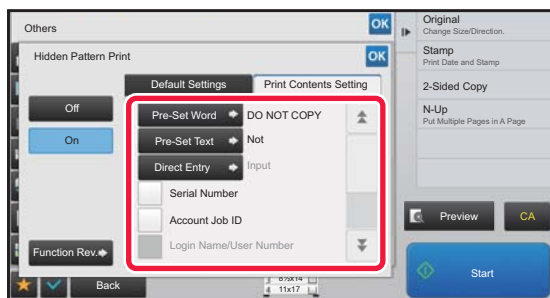 Others
OK
Hidden Pattern Print
OK
Default Settings
Print Contents Setting
Off
On
Pre-Set Word
DO NOT COPY
Pre-Set Text
Not
Direct Entry
Input
Serial Number
Account Job ID
Login Name/User Number
Function Rev.
Back
8½x14
11x17
Original
Change Size/Direction.
Stamp
Print Date and Stamp
2-Sided Copy
N-Up
Put Multiple Pages in A Page
Preview
CA
Start